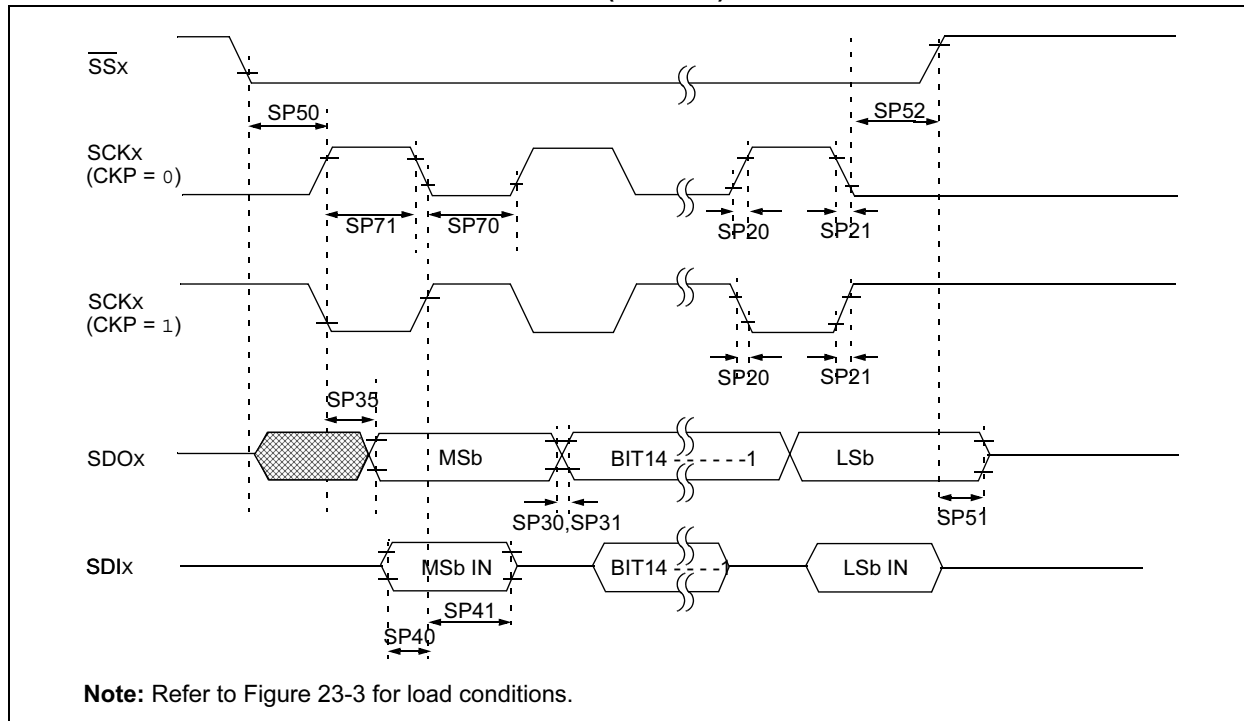 SSx
SP50
SP52
SCKx
(CKP = 0)
SP71
SP70
SP20
SP21
SCKx
(CKP = 1)
SP20
SP21
SP35
SDOx
MSb
BIT14 - - - - - -1
LSb
SP30,SP31
SP51
SDIx
MSb IN
BIT14 - - - - -1
LSb IN
SP41
SP40
Note: Refer to Figure 23-3 for load conditions.